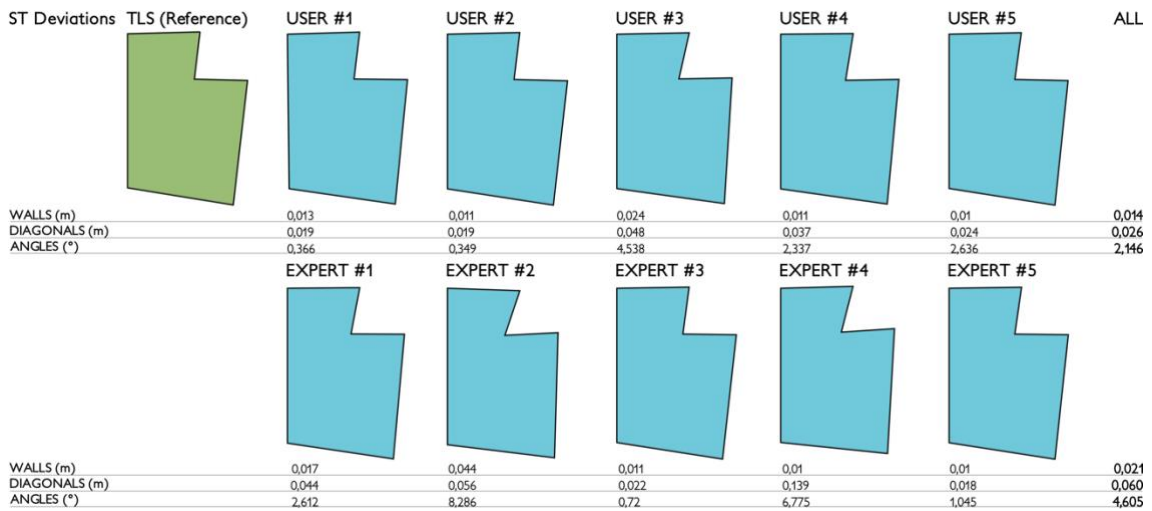 ST Deviations TLS (Reference) USER #1 USER #2 USER #3 USER #4 USER #5 ALL
WALLS (m) 0,013 0,011 0,024 0,011 0,01 0,014
DIAGONALS (m) 0,019 0,019 0,048 0,037 0,024 0,026
ANGLES (°) 0,366 0,349 4,538 2,337 2,636 2,146
EXPERT #1 EXPERT #2 EXPERT #3 EXPERT #4 EXPERT #5
WALLS (m) 0,017 0,044 0,011 0,01 0,01 0,021
DIAGONALS (m) 0,044 0,056 0,022 0,139 0,018 0,060
ANGLES (°) 2,612 8,286 0,72 6,775 1,045 4,605